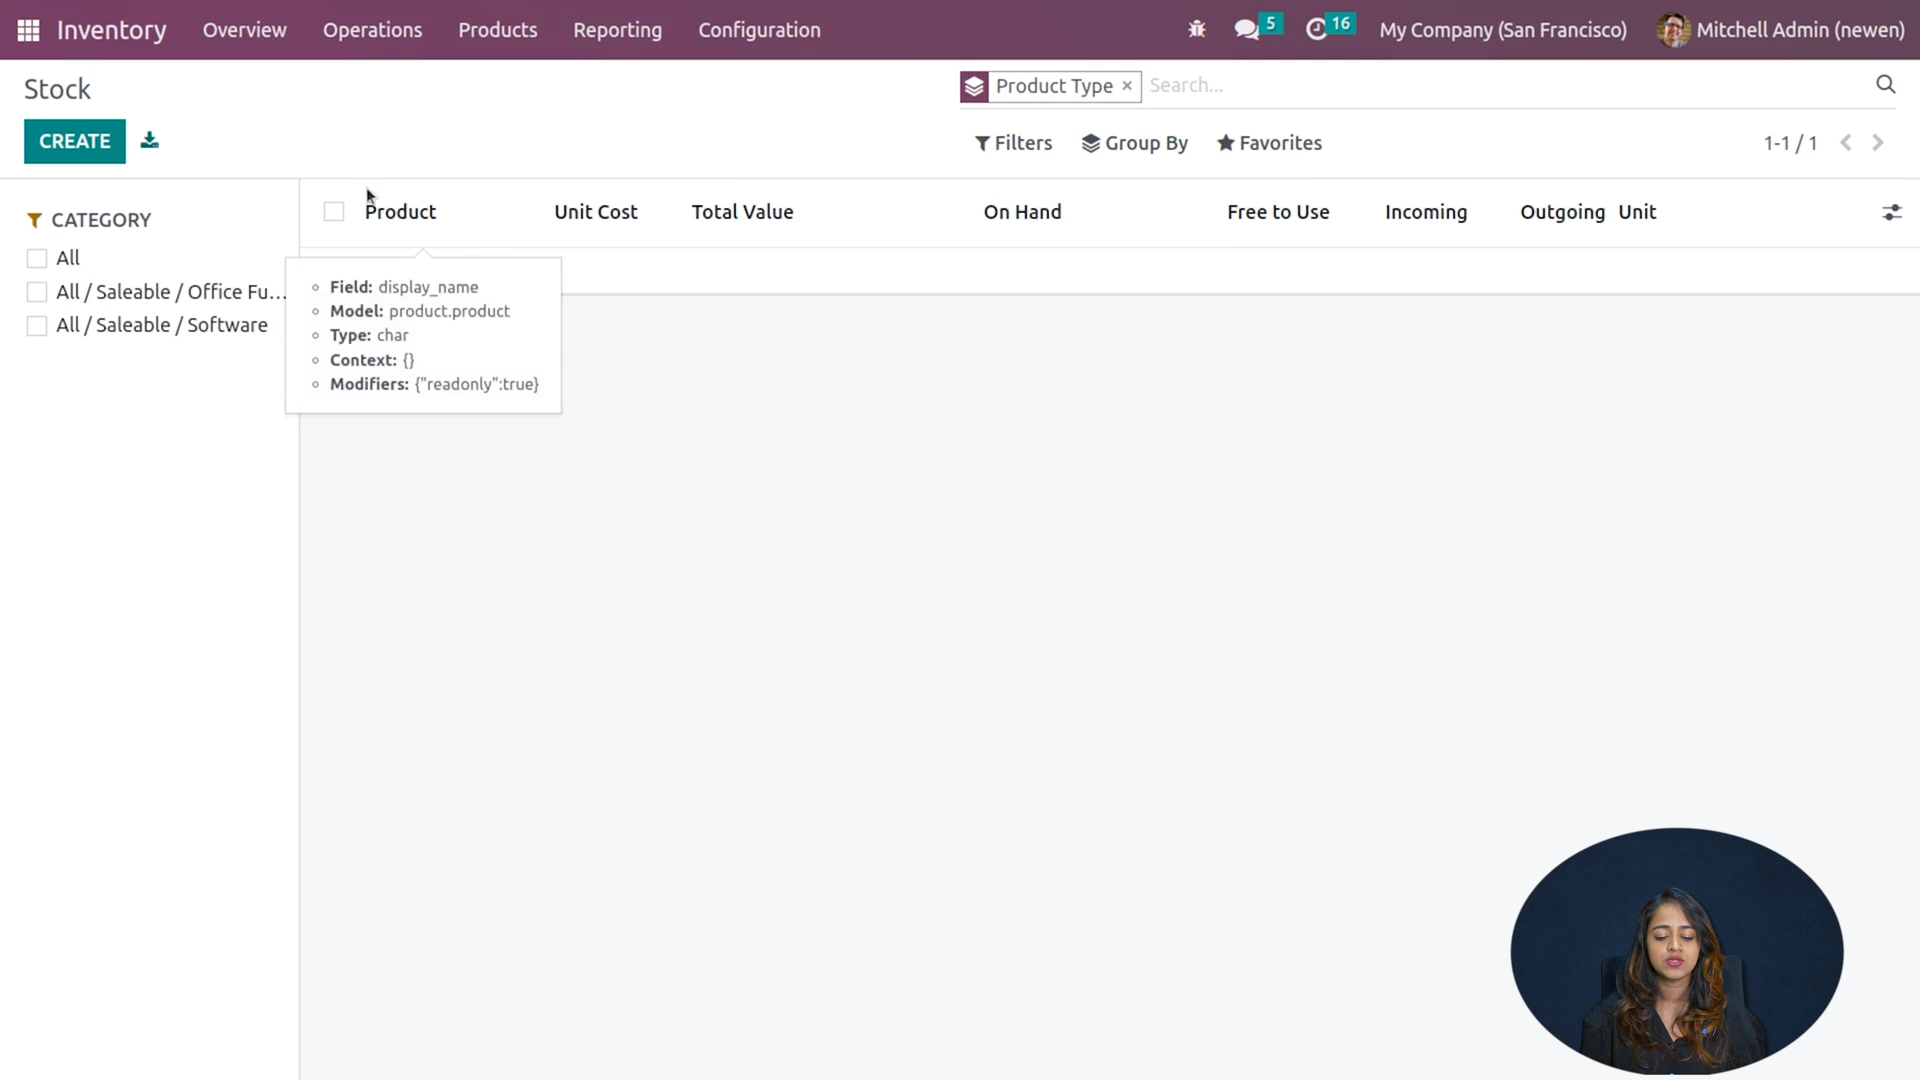 Inventory Overview Operations Products Reporting Configuration 5 16 My Company (San Francisco) Mitchell Admin (newen)
Stock
Product Type × Search...
CREATE
Filters Group By Favorites 1-1 / 1
CATEGORY
All
All / Saleable / Office Fu...
All / Saleable / Software
Product Unit Cost Total Value On Hand Free to Use Incoming Outgoing Unit
Field: display_name
Model: product.product
Type: char
Context: {}
Modifiers: {"readonly":true}